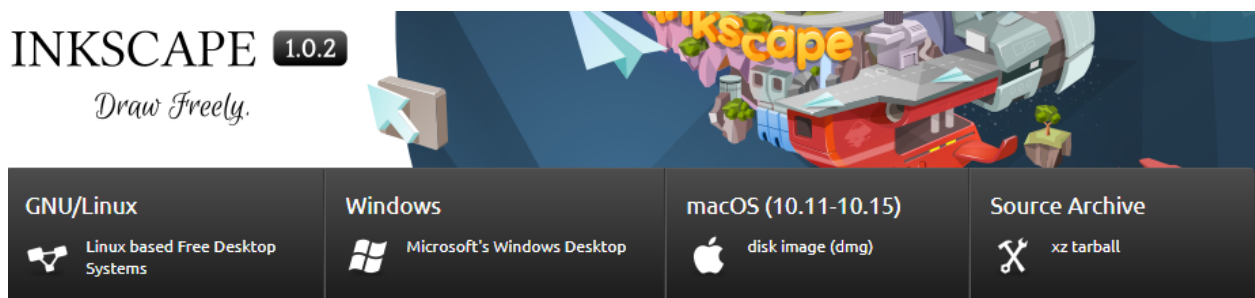 INKSCAPE 1.0.2
Draw Freely.
Inkscape
GNU/Linux
Linux based Free Desktop
Systems
Windows
Microsoft's Windows Desktop
macOS (10.11-10.15)
disk image (dmg)
Source Archive
xz tarball